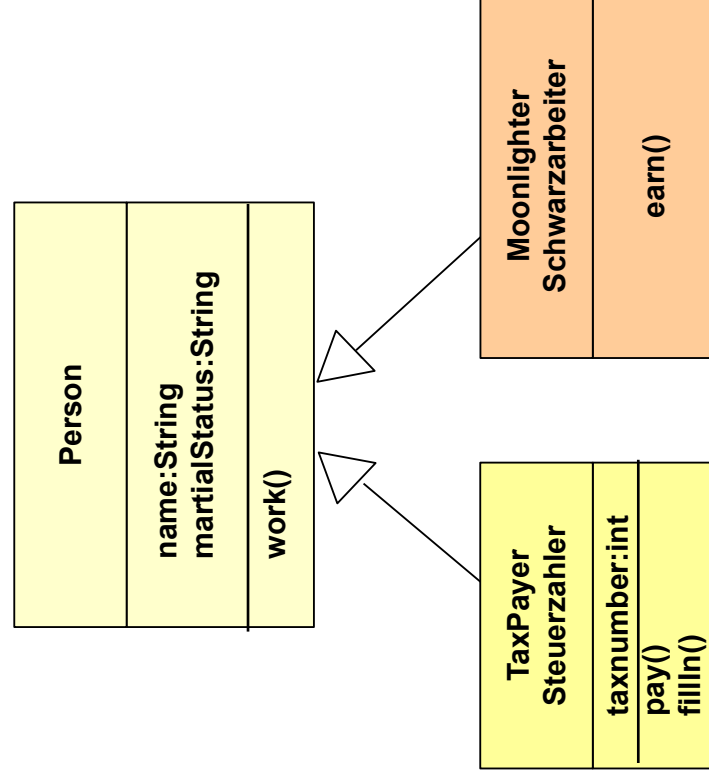 Person
name:String
martialStatus:String
work()
TaxPayer
Steuerzahler
taxnumber:int
pay()
fillIn()
Moonlighter
Schwarzarbeiter
earn()